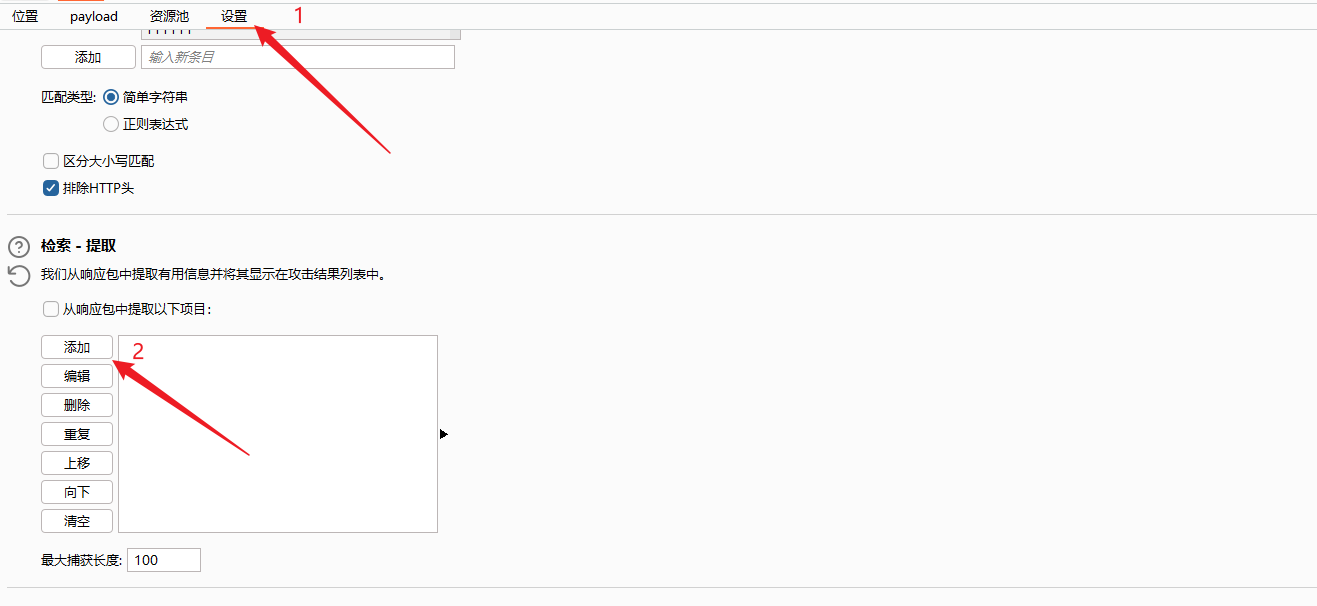 位置 payload 资源池 设置 1
添加 输入新条目
匹配类型: 简单字符串
正则表达式
区分大小写匹配
排除HTTP头
? 检索 - 提取
我们从响应包中提取有用信息并将其显示在攻击结果列表中。
从响应包中提取以下项目:
添加 2
编辑
删除
重复
上移
向下
清空
最大捕获长度: 100